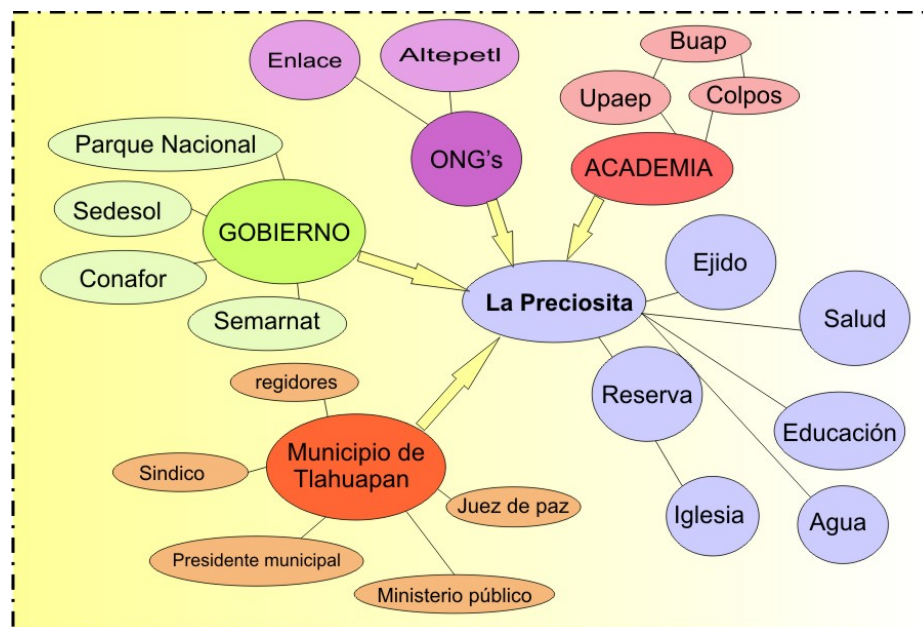 Enlace
Altepetl
Buap
Upaep
Colpos
Parque Nacional
ONG's
ACADEMIA
Sedesol
GOBIERNO
Conafor
Semarnat
La Preciosita
Ejido
Salud
regidores
Reserva
Educación
Municipio de
Tlahuapan
Sindico
Juez de paz
Iglesia
Agua
Presidente municipal
Ministerio público